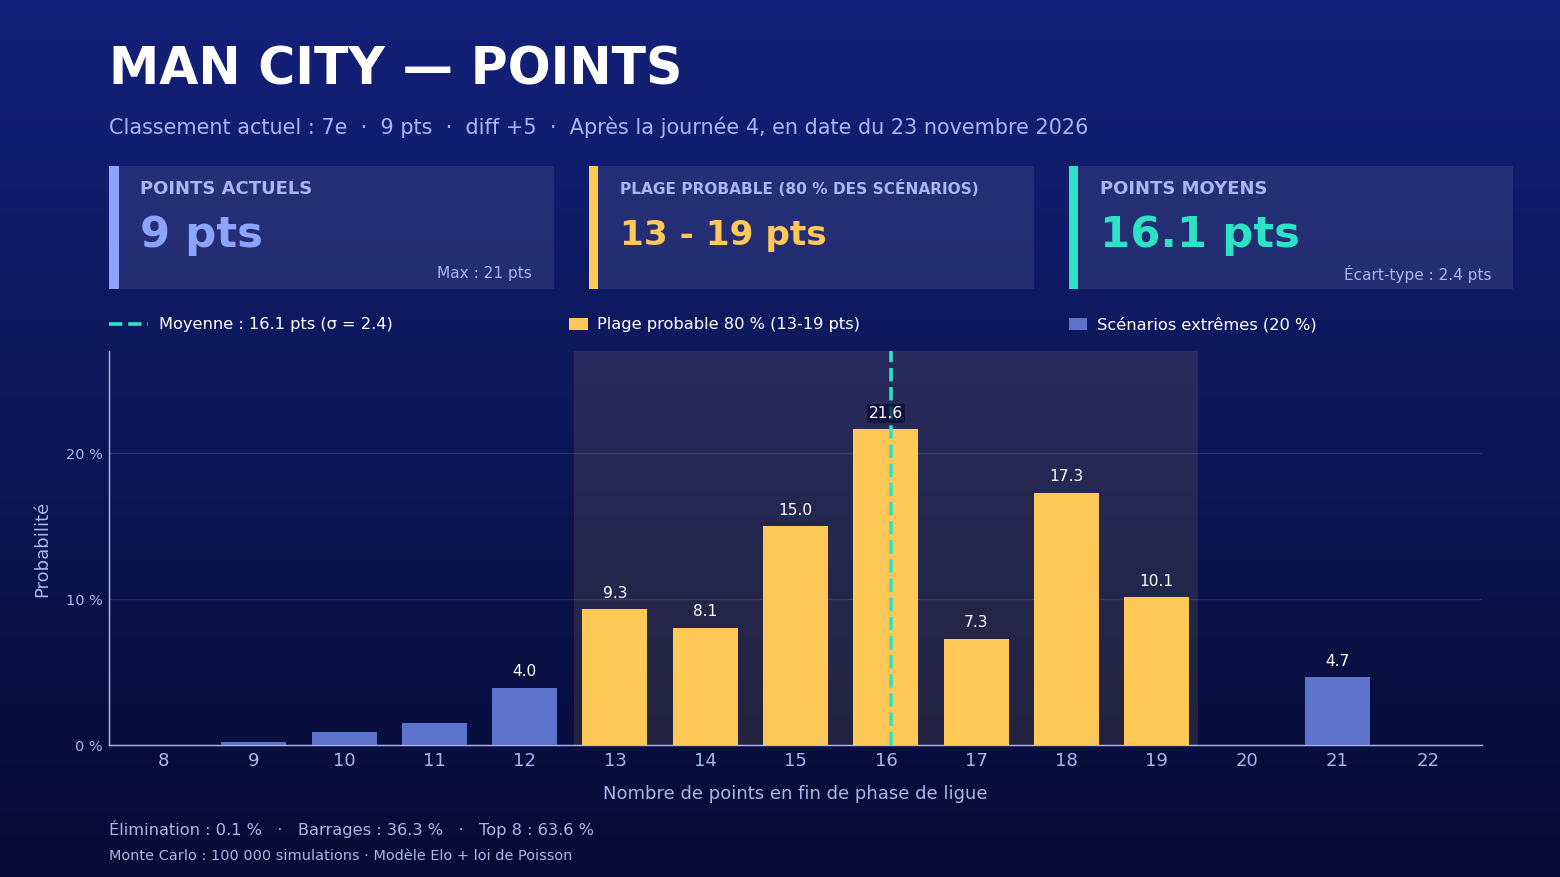 MAN CITY — POINTS
Classement actuel : 7e · 9 pts · diff +5 · Après la journée 4, en date du 23 novembre 2026
POINTS ACTUELS
9 pts
Max : 21 pts
PLAGE PROBABLE (80 % DES SCÉNARIOS)
13 - 19 pts
POINTS MOYENS
16.1 pts
Écart-type : 2.4 pts
Moyenne : 16.1 pts (σ = 2.4)
Plage probable 80 % (13-19 pts)
Scénarios extrêmes (20 %)
Probabilité
20 %
10 %
0 %
4.0
9.3
8.1
15.0
21.6
7.3
17.3
10.1
4.7
8 9 10 11 12 13 14 15 16 17 18 19 20 21 22
Nombre de points en fin de phase de ligue
Élimination : 0.1 % · Barrages : 36.3 % · Top 8 : 63.6 %
Monte Carlo : 100 000 simulations · Modèle Elo + loi de Poisson